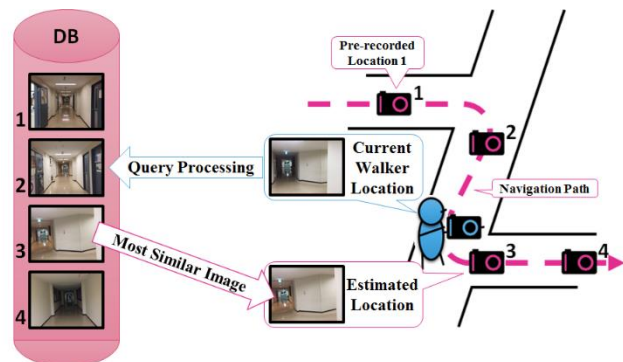 DB
1
2
3
4
Query Processing
Most Similar Image
Pre-recorded
Location 1
1
2
Current
Walker
Location
Navigation Path
3
4
Estimated
Location